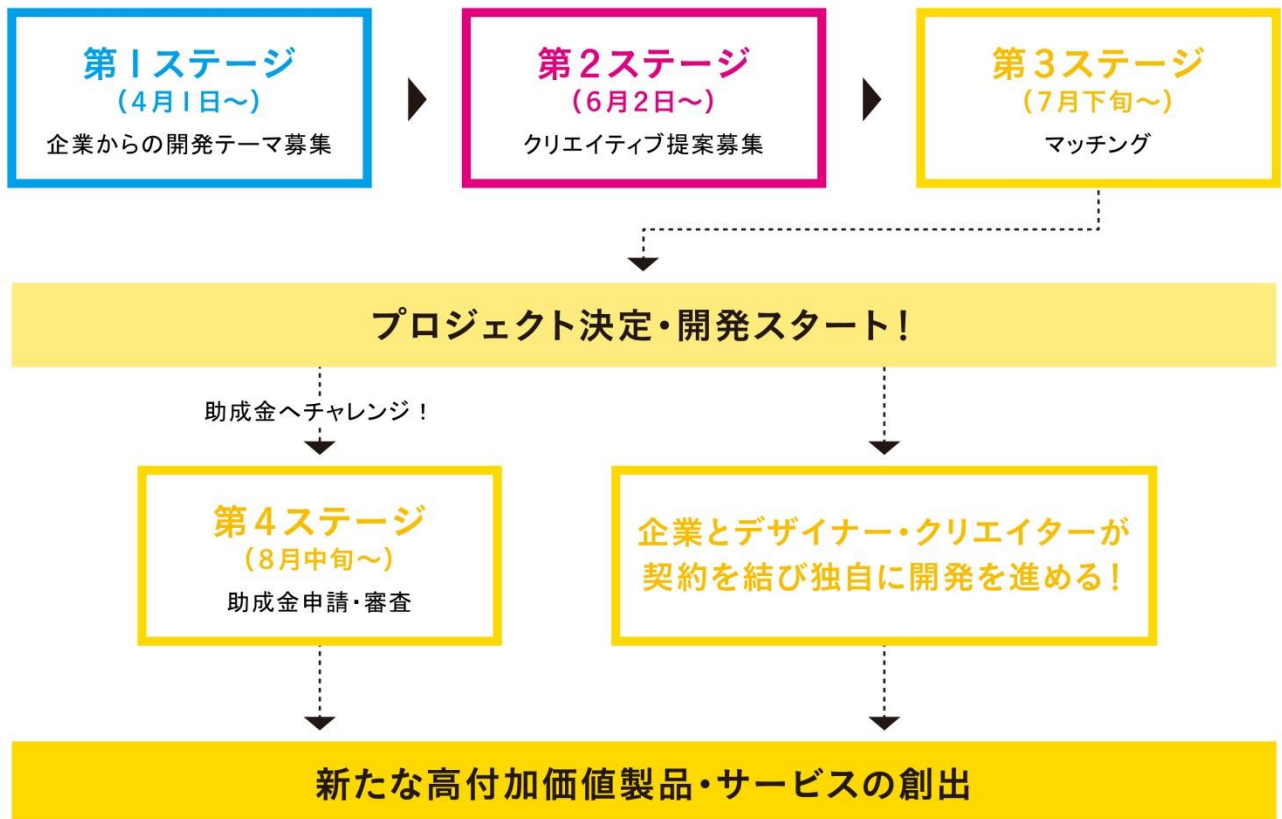 第1ステージ
(4月1日〜)
企業からの開発テーマ募集
第2ステージ
(6月2日〜)
クリエイティブ提案募集
第3ステージ
(7月下旬〜)
マッチング
プロジェクト決定・開発スタート!
助成金へチャレンジ!
第4ステージ
(8月中旬〜)
助成金申請・審査
企業とデザイナー・クリエイターが
契約を結び独自に開発を進める!
新たな高付加価値製品・サービスの創出